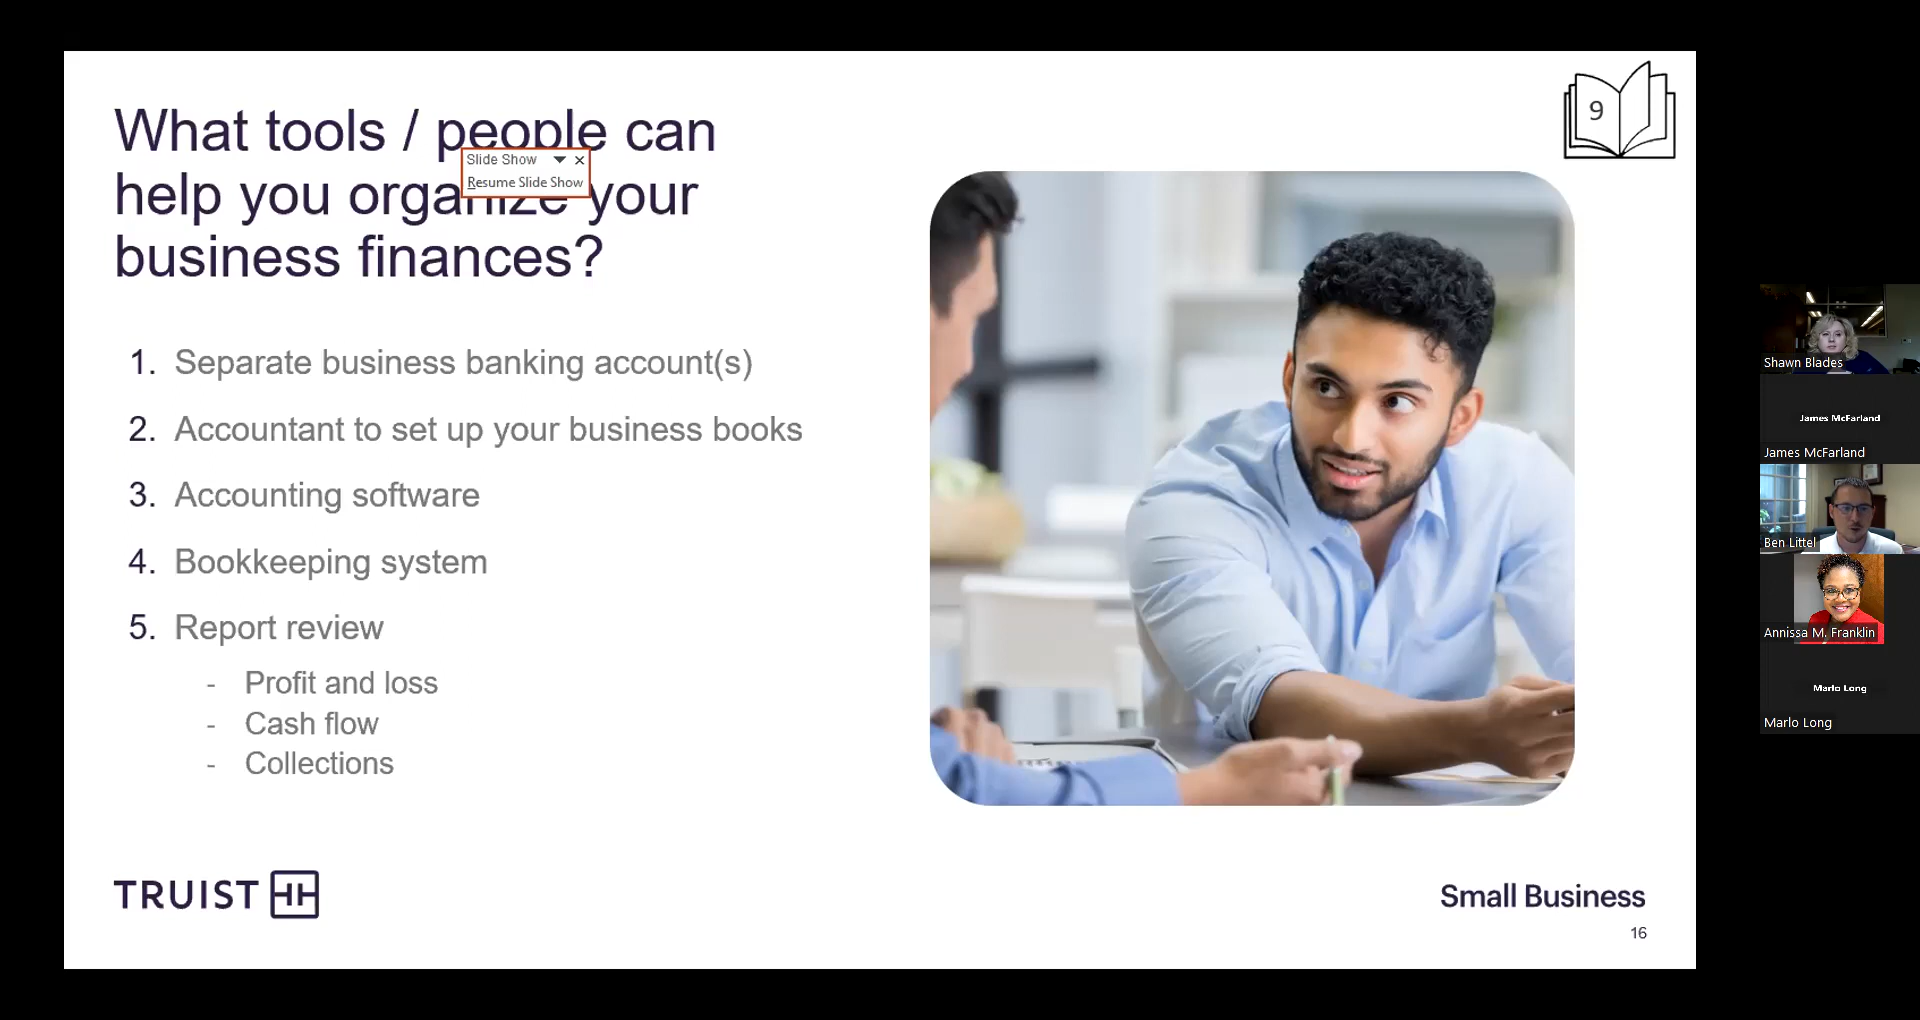 What tools / people can
help you organize your
business finances?
Slide Show
Resume Slide Show
9
1. Separate business banking account(s)
2. Accountant to set up your business books
3. Accounting software
4. Bookkeeping system
5. Report review
- Profit and loss
- Cash flow
- Collections
TRUIST
Small Business
16
Shawn Blades
James McFarland
James McFarland
Ben Littel
Annissa M. Franklin
Marlo Long
Marlo Long